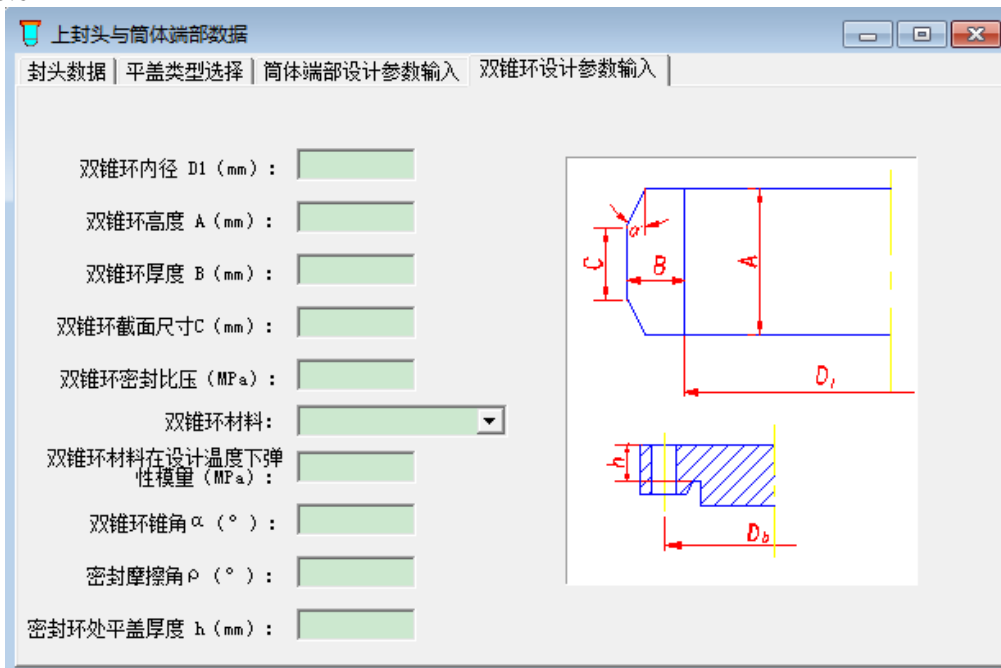 上封头与筒体端部数据
封头数据 平盖类型选择 筒体端部设计参数输入 双锥环设计参数输入
双锥环内径 D1 (mm) :
双锥环高度 A (mm) :
双锥环厚度 B (mm) :
双锥环截面尺寸C (mm) :
双锥环密封比压 (MPa) :
双锥环材料:
双锥环材料在设计温度下弹
性模量 (MPa) :
双锥环锥角α (° ) :
密封摩擦角ρ (° ) :
密封环处平盖厚度 h (mm) :
α
C
B
A
D₁
h
D_b